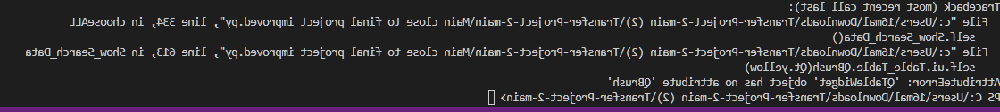 Traceback (most recent call last):
File "c:\Users\16mal\Downloads\Transfer-Project-2-main (2)\Transfer-Project-2-main\Main close to final project improved.py", line 334, in chooseALL
self.Show_Search_Data()
File "c:\Users\16mal\Downloads\Transfer-Project-2-main (2)\Transfer-Project-2-main\Main close to final project improved.py", line 613, in Show_Search_Data
self.ui.Table_Table.QBrush(Qt.yellow)
AttributeError: 'QTableWidget' object has no attribute 'QBrush'
PS C:\Users\16mal\Downloads\Transfer-Project-2-main (2)\Transfer-Project-2-main>